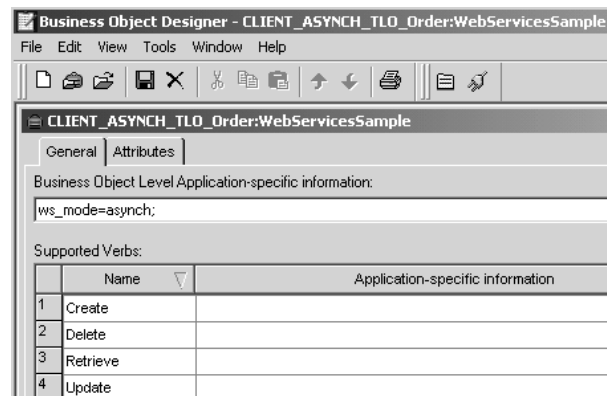 Business Object Designer - CLIENT_ASYNCH_TLO_Order:WebServicesSample
File Edit View Tools Window Help
CLIENT_ASYNCH_TLO_Order:WebServicesSample
General Attributes
Business Object Level Application-specific information:
ws_mode=asynch;
Supported Verbs:
Name Application-specific information
1 Create
2 Delete
3 Retrieve
4 Update